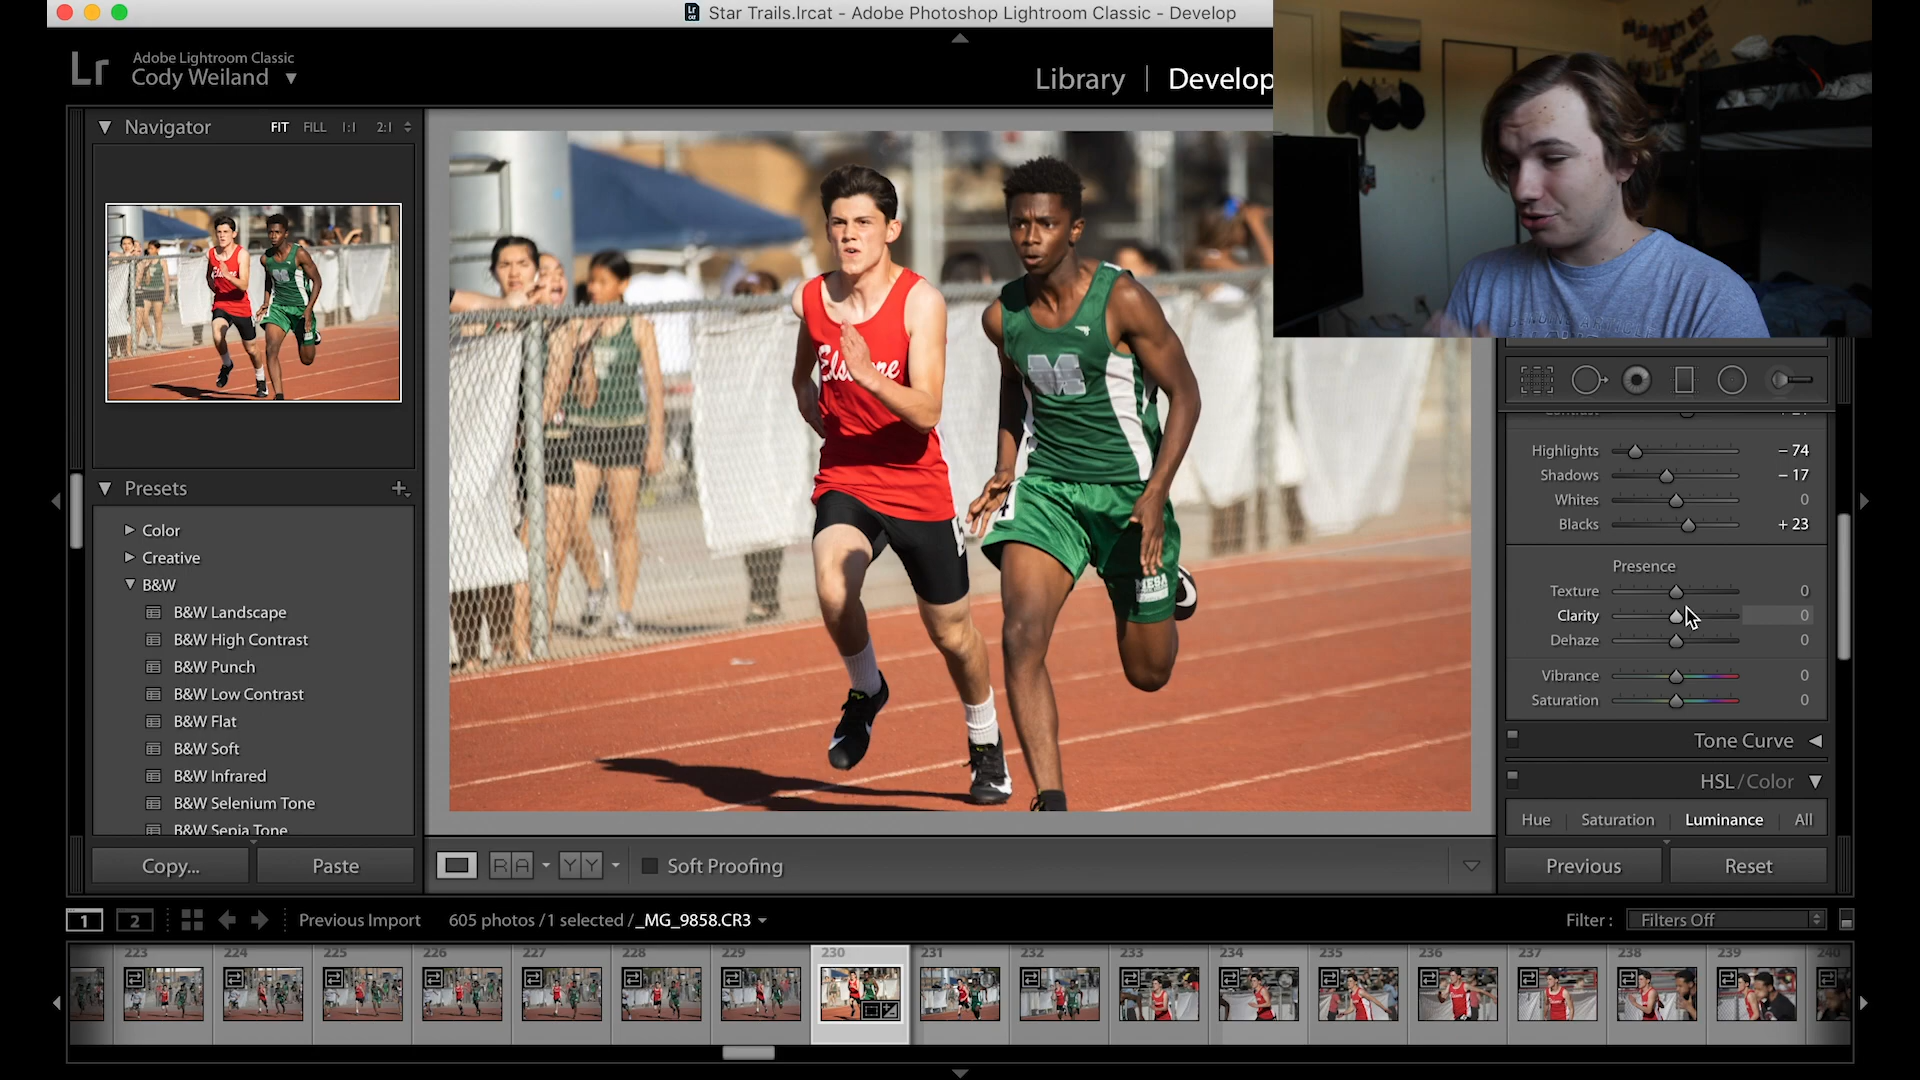 Star Trails.lrcat - Adobe Photoshop Lightroom Classic - Develop
Lr
Adobe Lightroom Classic
Cody Weiland
Library | Develop
Navigator FIT FILL 1:1 2:1
Presets
Color
Creative
B&W
B&W Landscape
B&W High Contrast
B&W Punch
B&W Low Contrast
B&W Flat
B&W Soft
B&W Infrared
B&W Selenium Tone
B&W Sepia Tone
Copy... Paste
M
MESA
Highlights - 74
Shadows - 17
Whites 0
Blacks + 23
Presence
Texture 0
Clarity 0
Dehaze 0
Vibrance 0
Saturation 0
Tone Curve
HSL / Color
Hue Saturation Luminance All
Previous Reset
R A Y Y Soft Proofing
1 2 Previous Import 605 photos / 1 selected / _MG_9858.CR3 Filter : Filters Off
223 224 225 226 227 228 229 230 231 232 233 234 235 236 237 238 239 240